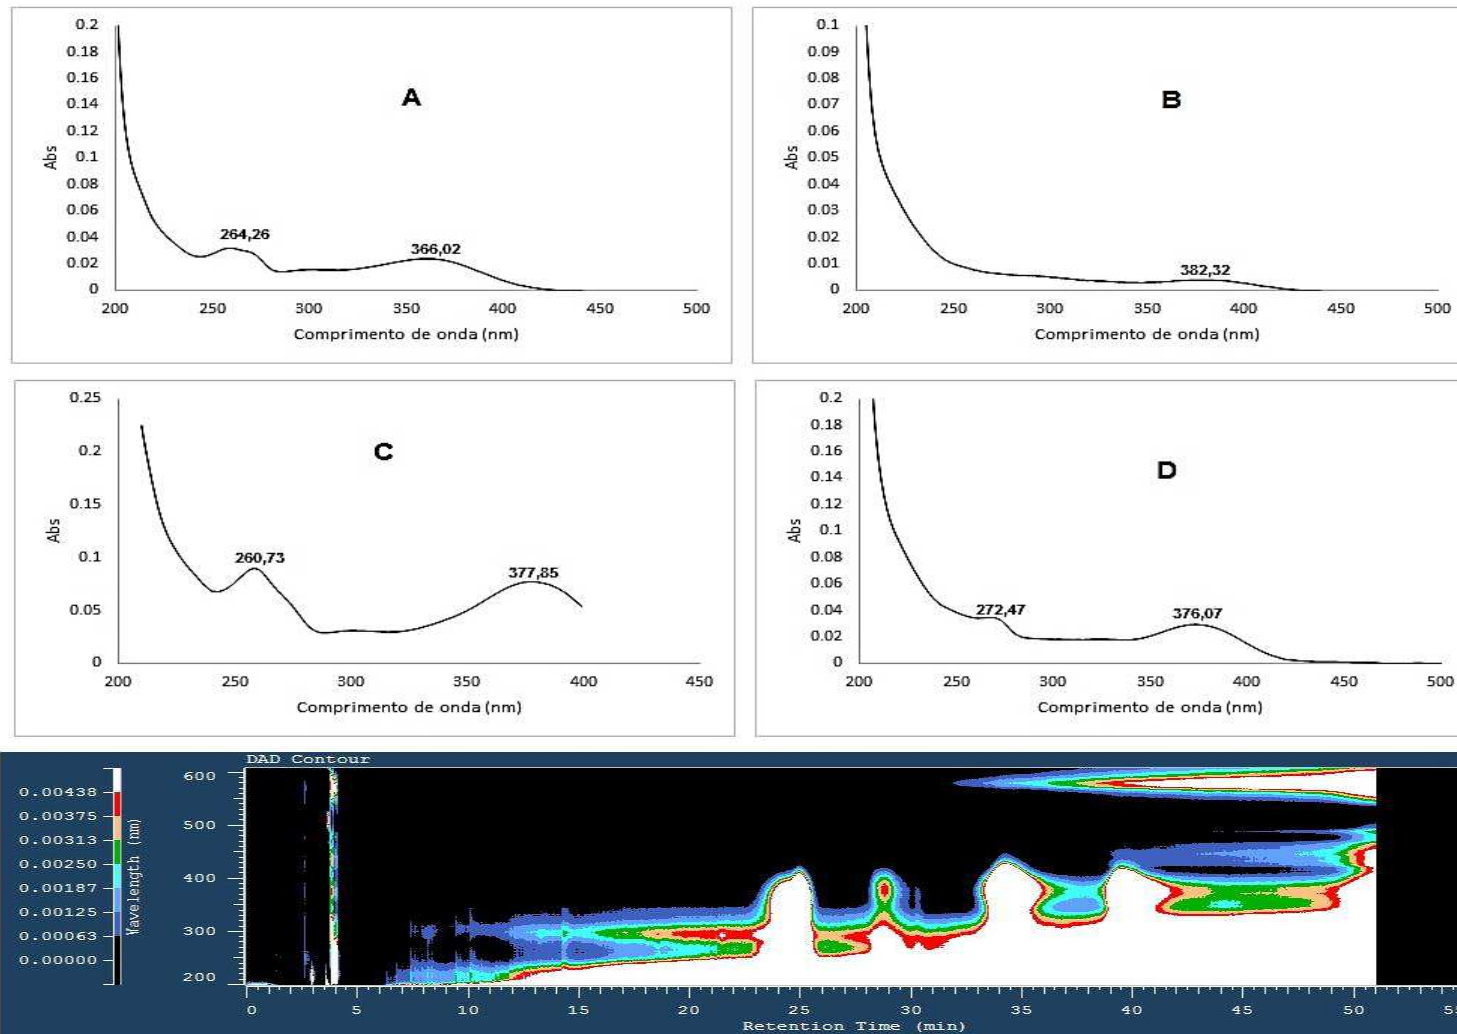 0.2
0.18
0.16
0.14
0.12
0.1
0.08
0.06
0.04
0.02
0
Abs
A
264,26
366,02
200 250 300 350 400 450 500
Comprimento de onda (nm)
0.1
0.09
0.08
0.07
0.06
0.05
0.04
0.03
0.02
0.01
0
Abs
B
382,32
200 250 300 350 400 450 500
Comprimento de onda (nm)
0.25
0.2
0.15
0.1
0.05
0
Abs
C
260,73
377,85
200 250 300 350 400 450
Comprimento de onda (nm)
0.2
0.18
0.16
0.14
0.12
0.1
0.08
0.06
0.04
0.02
0
Abs
D
272,47
376,07
200 250 300 350 400 450 500
Comprimento de onda (nm)
DAD Contour
0.00438
0.00375
0.00313
0.00250
0.00187
0.00125
0.00063
0.00000
Wavelength (nm)
600
500
400
300
200
0 5 10 15 20 25 30 35 40 45 50
Retention Time (min)